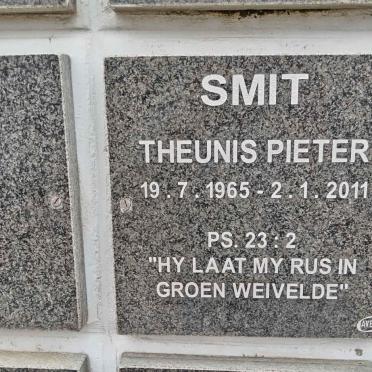 SMIT
THEUNIS PIETER
19 . 7 . 1965 - 2 . 1 . 2011
PS. 23 : 2
"HY LAAT MY RUS IN
GROEN WEIVELDE"